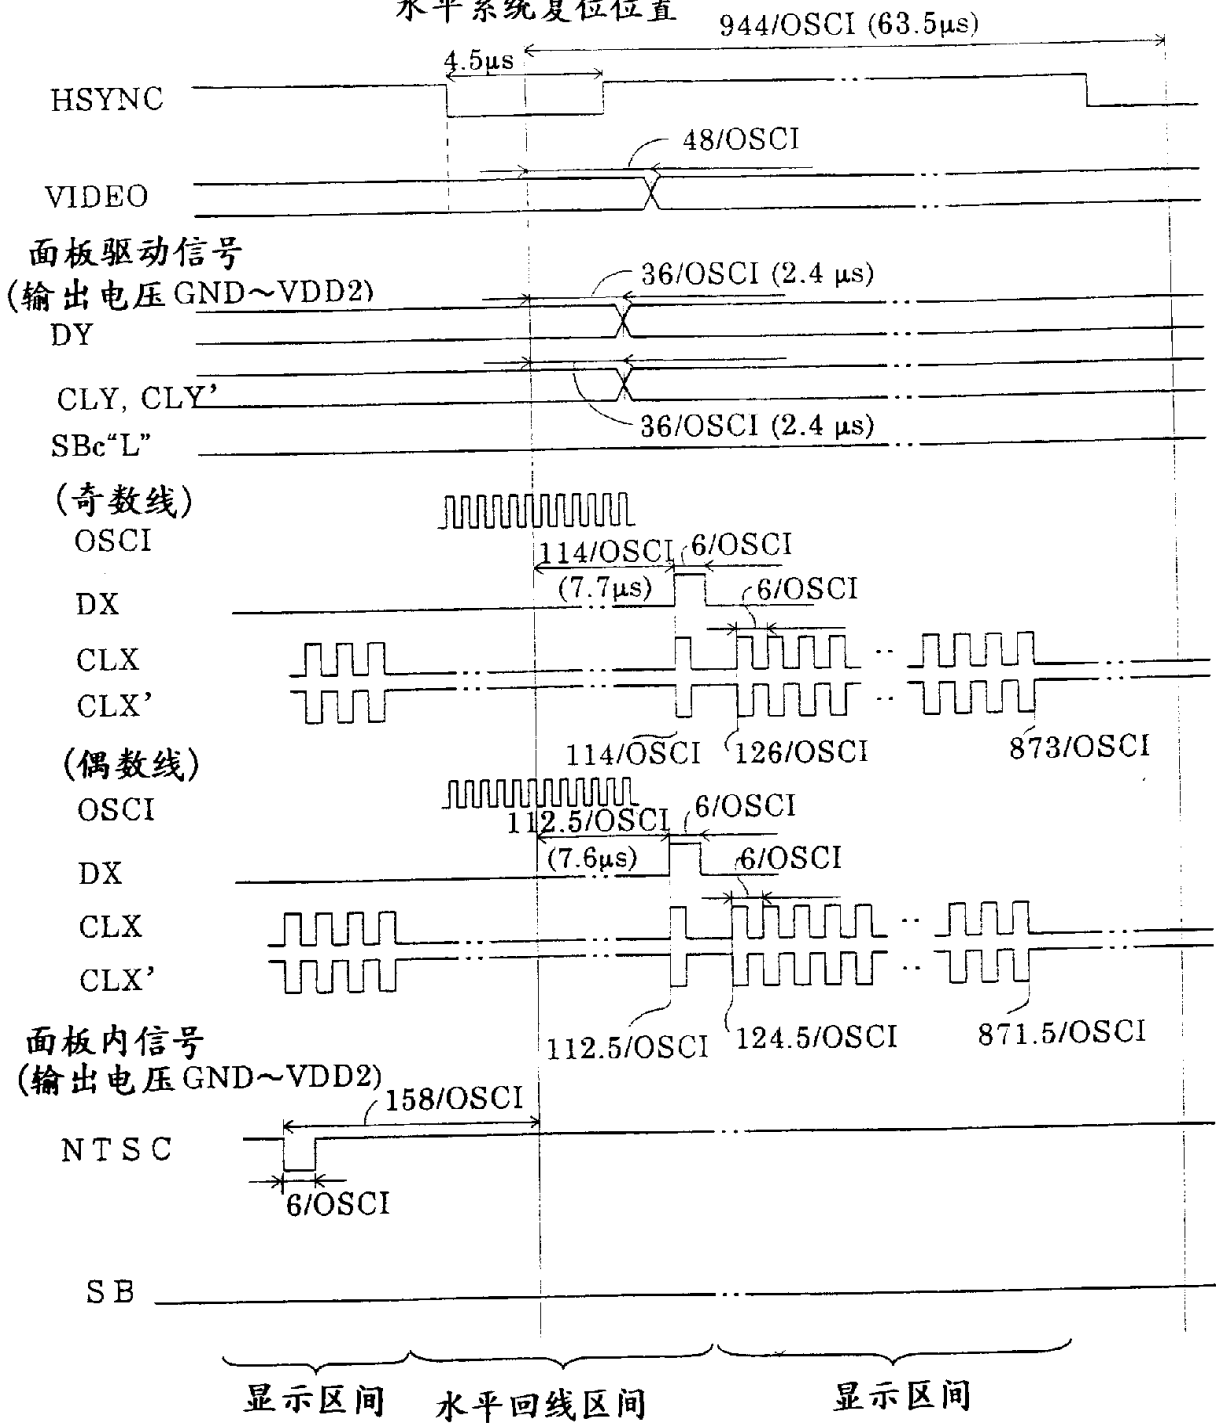 水平系统复位位置
944/OSCI (63.5μs)
4.5μs
HSYNC
48/OSCI
VIDEO
面板驱动信号
(输出电压GND～VDD2)
36/OSCI (2.4 μs)
DY
CLY, CLY’
36/OSCI (2.4 μs)
SBc“L”
(奇数线)
OSCI
114/OSCI
6/OSCI
(7.7μs)
6/OSCI
DX
CLX
CLX’
114/OSCI
126/OSCI
873/OSCI
(偶数线)
OSCI
112.5/OSCI
6/OSCI
(7.6μs)
6/OSCI
DX
CLX
CLX’
112.5/OSCI
124.5/OSCI
871.5/OSCI
面板内信号
(输出电压GND～VDD2)
158/OSCI
NTSC
6/OSCI
SB
显示区间
水平回线区间
显示区间